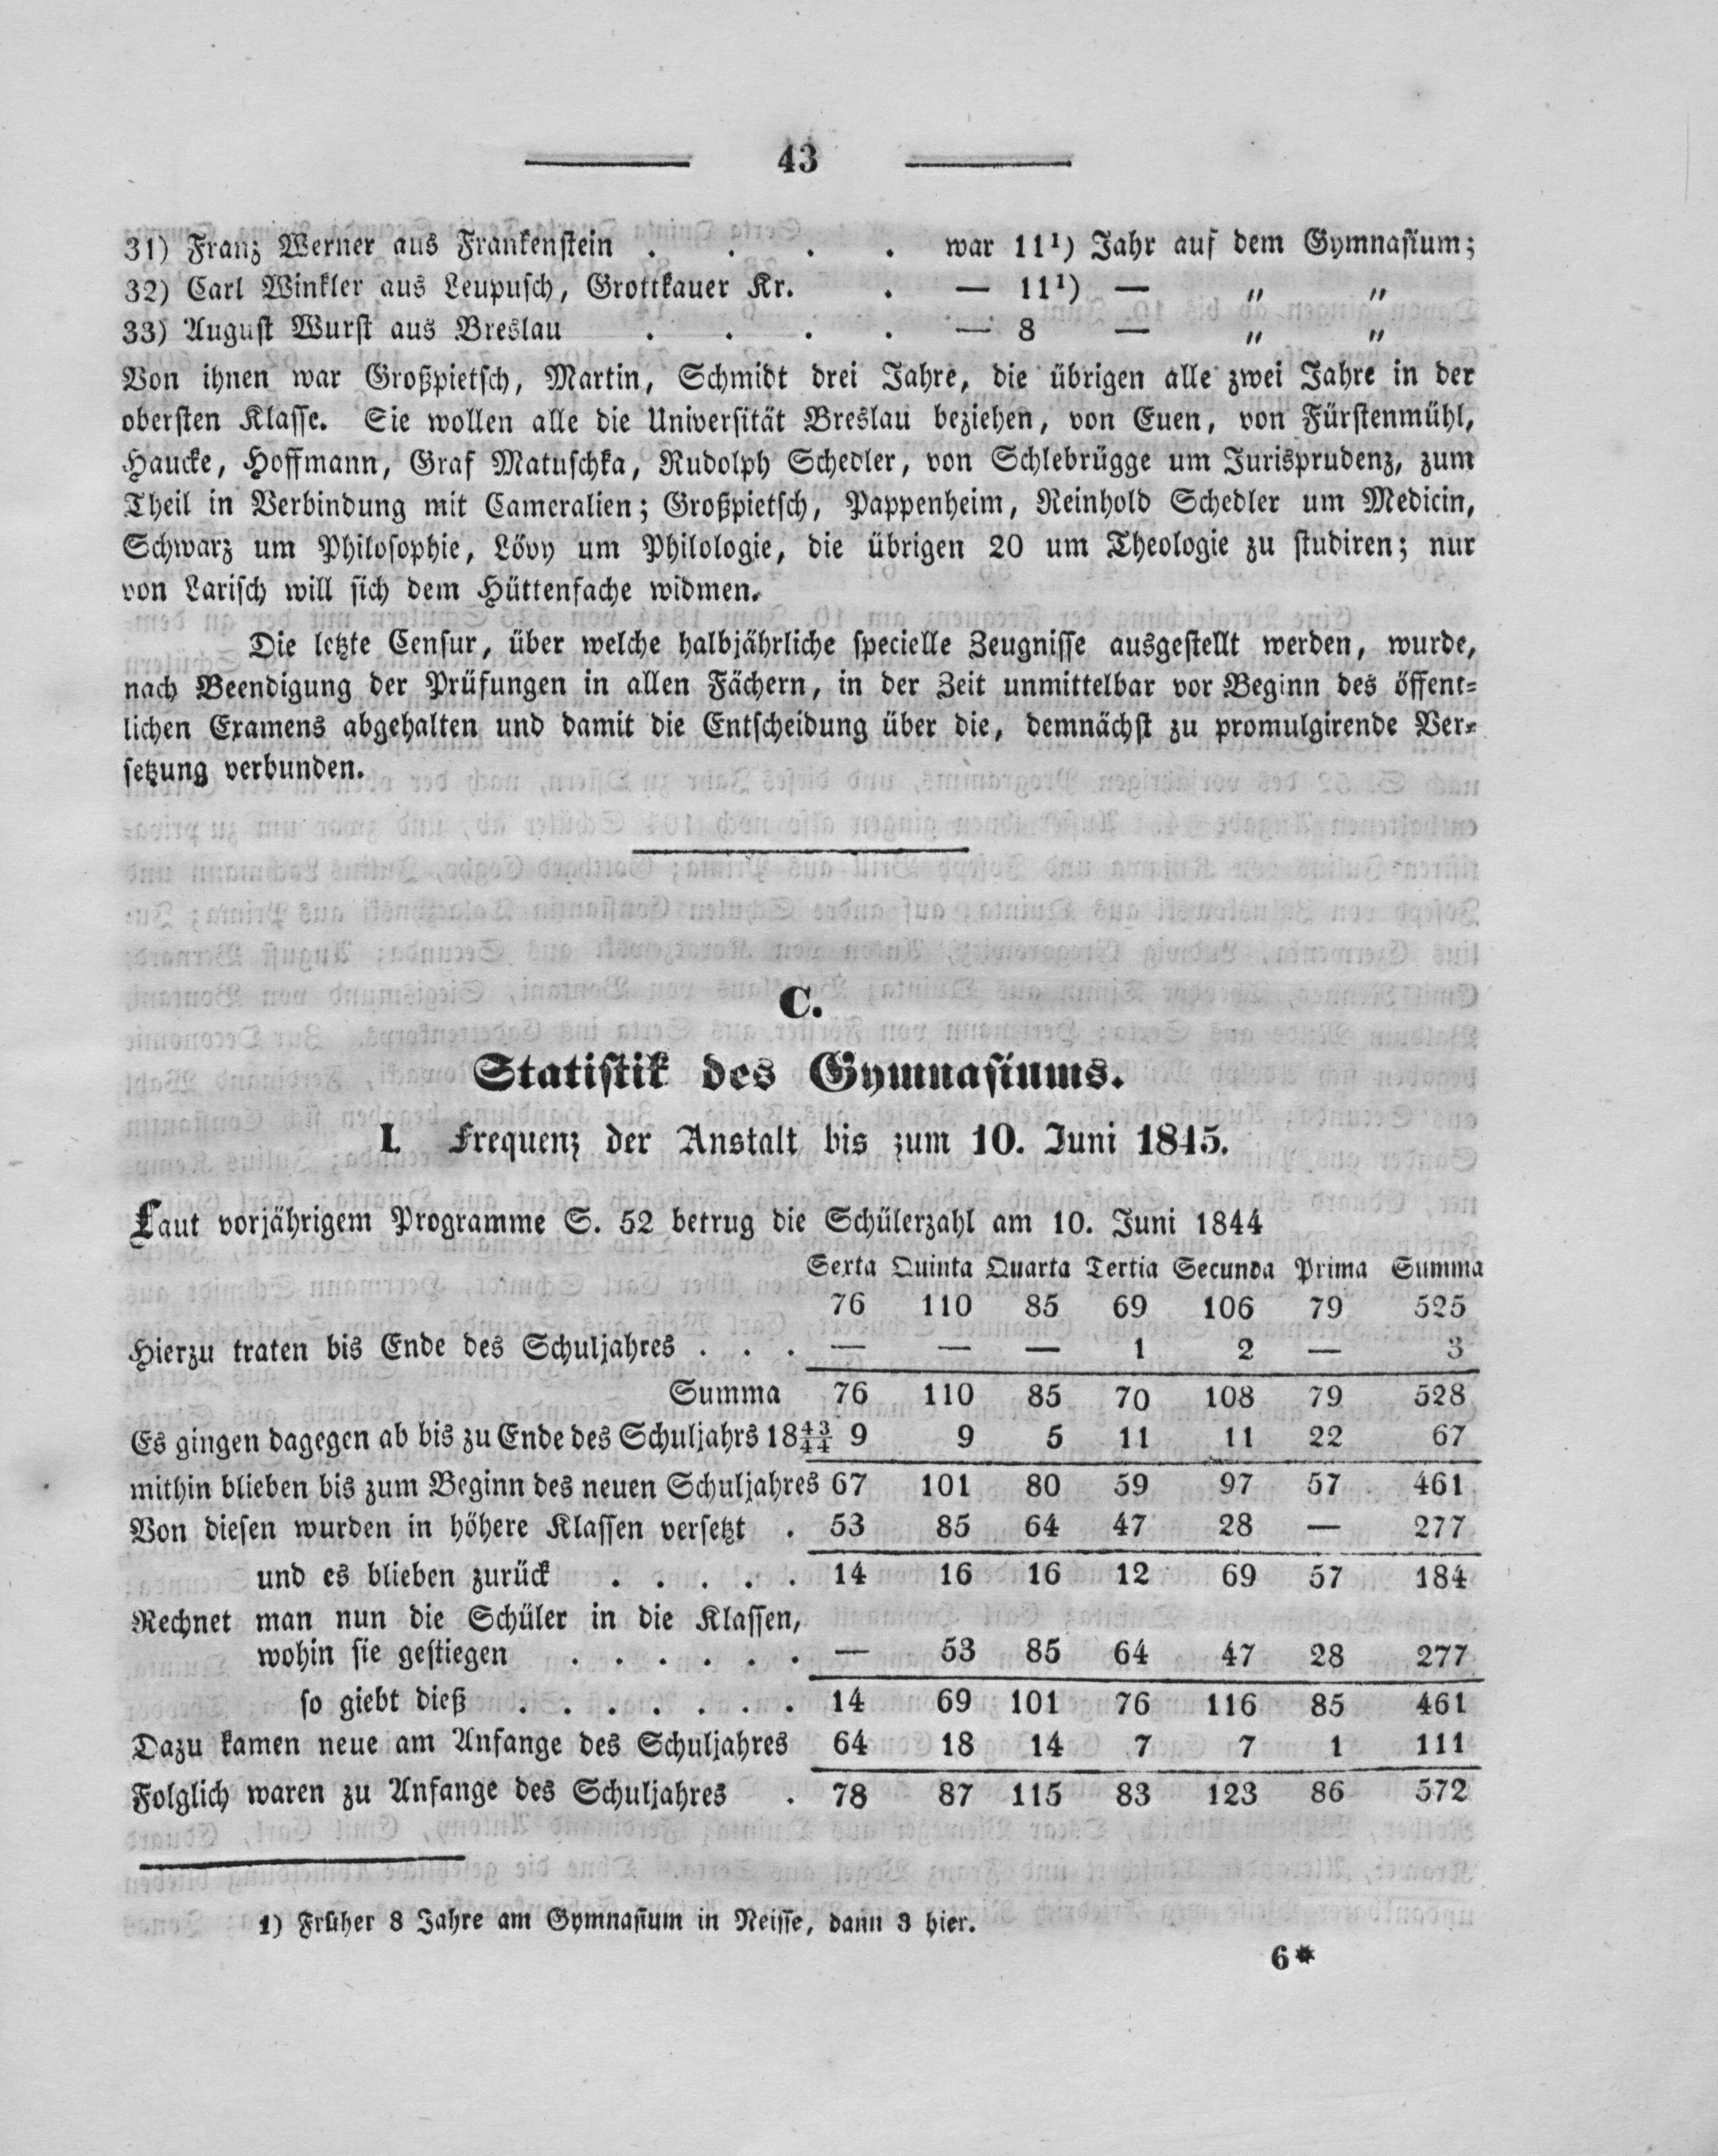 43
31) Franz Werner aus Frankenstein . . . . war 11¹) Jahr auf dem Gymnasium;
32) Carl Winkler aus Leupusch, Grottkauer Kr. . — 11¹) — „ „
33) August Wurst aus Breslau . . . . — 8 — „ „
Von ihnen war Großpietsch, Martin, Schmidt drei Jahre, die übrigen alle zwei Jahre in der
obersten Klasse. Sie wollen alle die Universität Breslau beziehen, von Euen, von Fürstenmühl,
Haucke, Hoffmann, Graf Matuschka, Rudolph Schedler, von Schlebrügge um Jurisprudenz, zum
Theil in Verbindung mit Cameralien; Großpietsch, Pappenheim, Reinhold Schedler um Medicin,
Schwarz um Philosophie, Lövy um Philologie, die übrigen 20 um Theologie zu studiren; nur
von Larisch will sich dem Hüttenfache widmen.
Die letzte Censur, über welche halbjährliche specielle Zeugnisse ausgestellt werden, wurde,
nach Beendigung der Prüfungen in allen Fächern, in der Zeit unmittelbar vor Beginn des öffent-
lichen Examens abgehalten und damit die Entscheidung über die, demnächst zu promulgirende Ver-
setzung verbunden.
C.
Statistik des Gymnasiums.
I. Frequenz der Anstalt bis zum 10. Juni 1845.
Laut vorjährigem Programme S. 52 betrug die Schülerzahl am 10. Juni 1844
Sexta Quinta Quarta Tertia Secunda Prima Summa
76 110 85 69 106 79 525
Hierzu traten bis Ende des Schuljahres . . . — — — 1 2 — 3
Summa 76 110 85 70 108 79 528
Es gingen dagegen ab bis zu Ende des Schuljahrs 18 43/44 9 9 5 11 11 22 67
mithin blieben bis zum Beginn des neuen Schuljahres 67 101 80 59 97 57 461
Von diesen wurden in höhere Klassen versetzt . 53 85 64 47 28 — 277
und es blieben zurück . . . . . 14 16 16 12 69 57 184
Rechnet man nun die Schüler in die Klassen,
wohin sie gestiegen . . . . . . — 53 85 64 47 28 277
so giebt dieß . . . . . . . 14 69 101 76 116 85 461
Dazu kamen neue am Anfange des Schuljahres 64 18 14 7 7 1 111
Folglich waren zu Anfange des Schuljahres . 78 87 115 83 123 86 572
1) Früher 8 Jahre am Gymnasium in Neisse, dann 3 hier.
6*